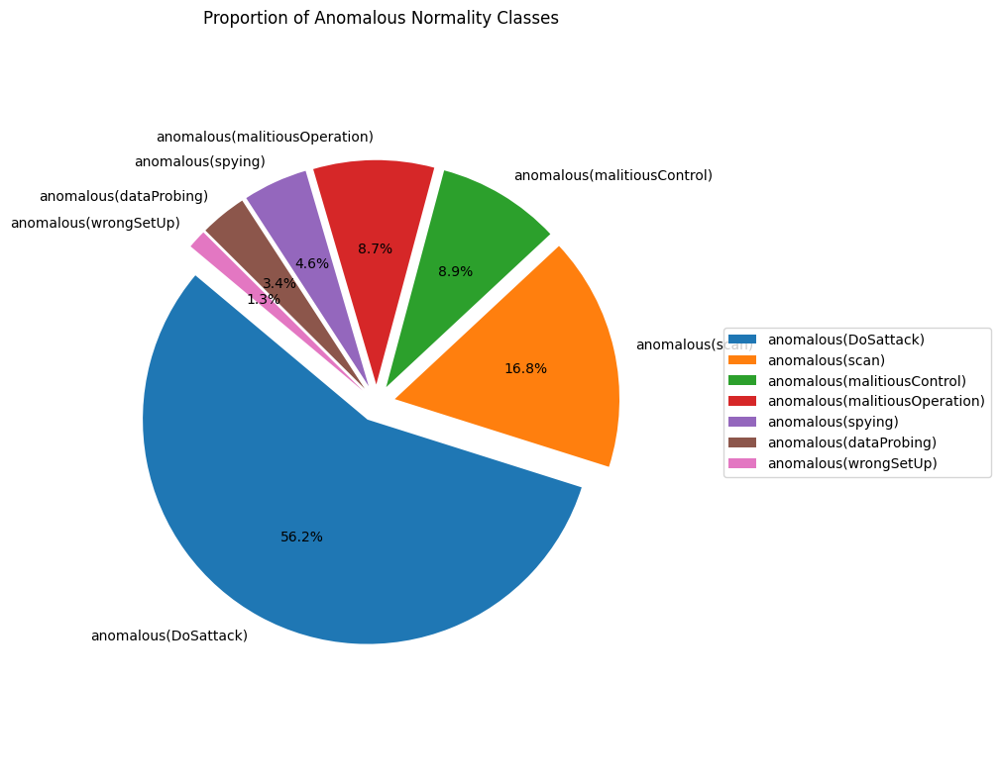 Proportion of Anomalous Normality Classes
anomalous(malitiousOperation)
anomalous(spying)
anomalous(malitiousControl)
anomalous(dataProbing)
anomalous(wrongSetUp)
8.7%
4.6%
8.9%
3.4%
1.3%
anomalous(scan)
16.8%
56.2%
anomalous(DoSattack)
anomalous(DoSattack)
anomalous(scan)
anomalous(malitiousControl)
anomalous(malitiousOperation)
anomalous(spying)
anomalous(dataProbing)
anomalous(wrongSetUp)